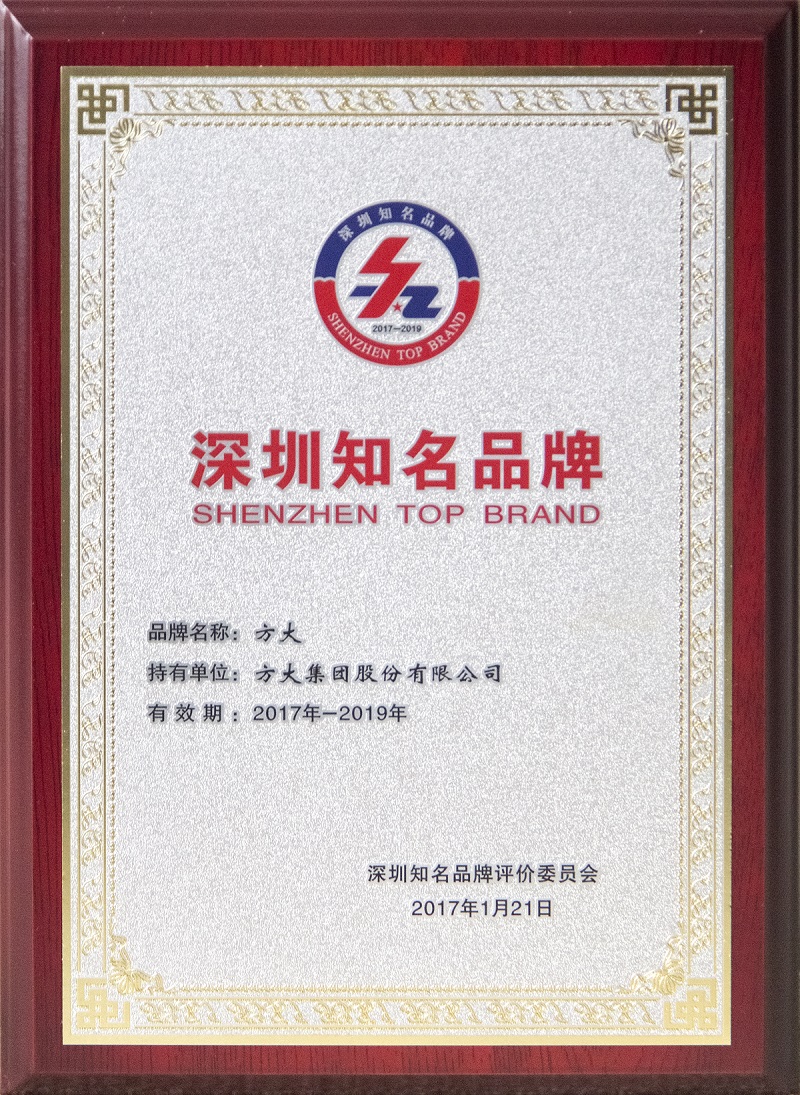 深圳知名品牌
2017—2019
SHENZHEN TOP BRAND
深圳知名品牌
SHENZHEN TOP BRAND
品牌名称：方大
持有单位：方大集团股份有限公司
有效期：2017年—2019年
深圳知名品牌评价委员会
2017年1月21日